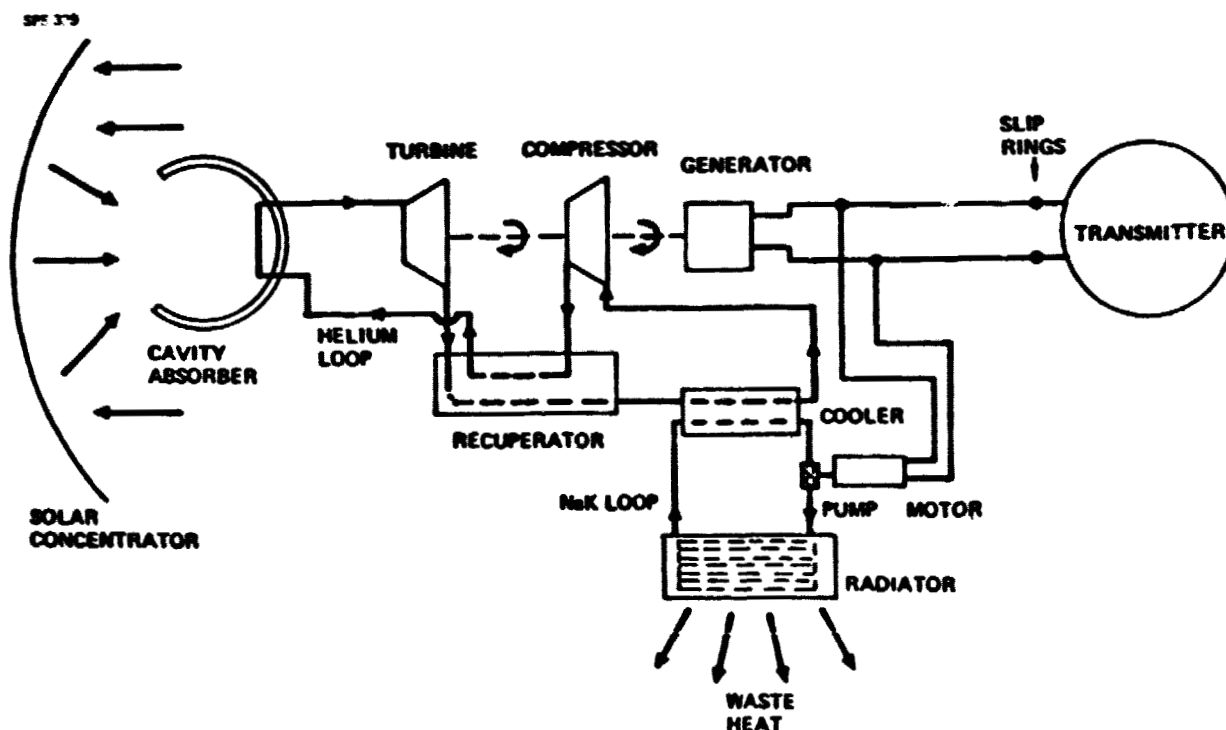 TURBINE
COMPRESSOR
GENERATOR
SLIP
RINGS
TRANSMITTER
CAVITY
ABSORBER
HELIUM
LOOP
RECUPERATOR
COOLER
SOLAR
CONCENTRATOR
NaK LOOP
PUMP
MOTOR
RADIATOR
WASTE
HEAT